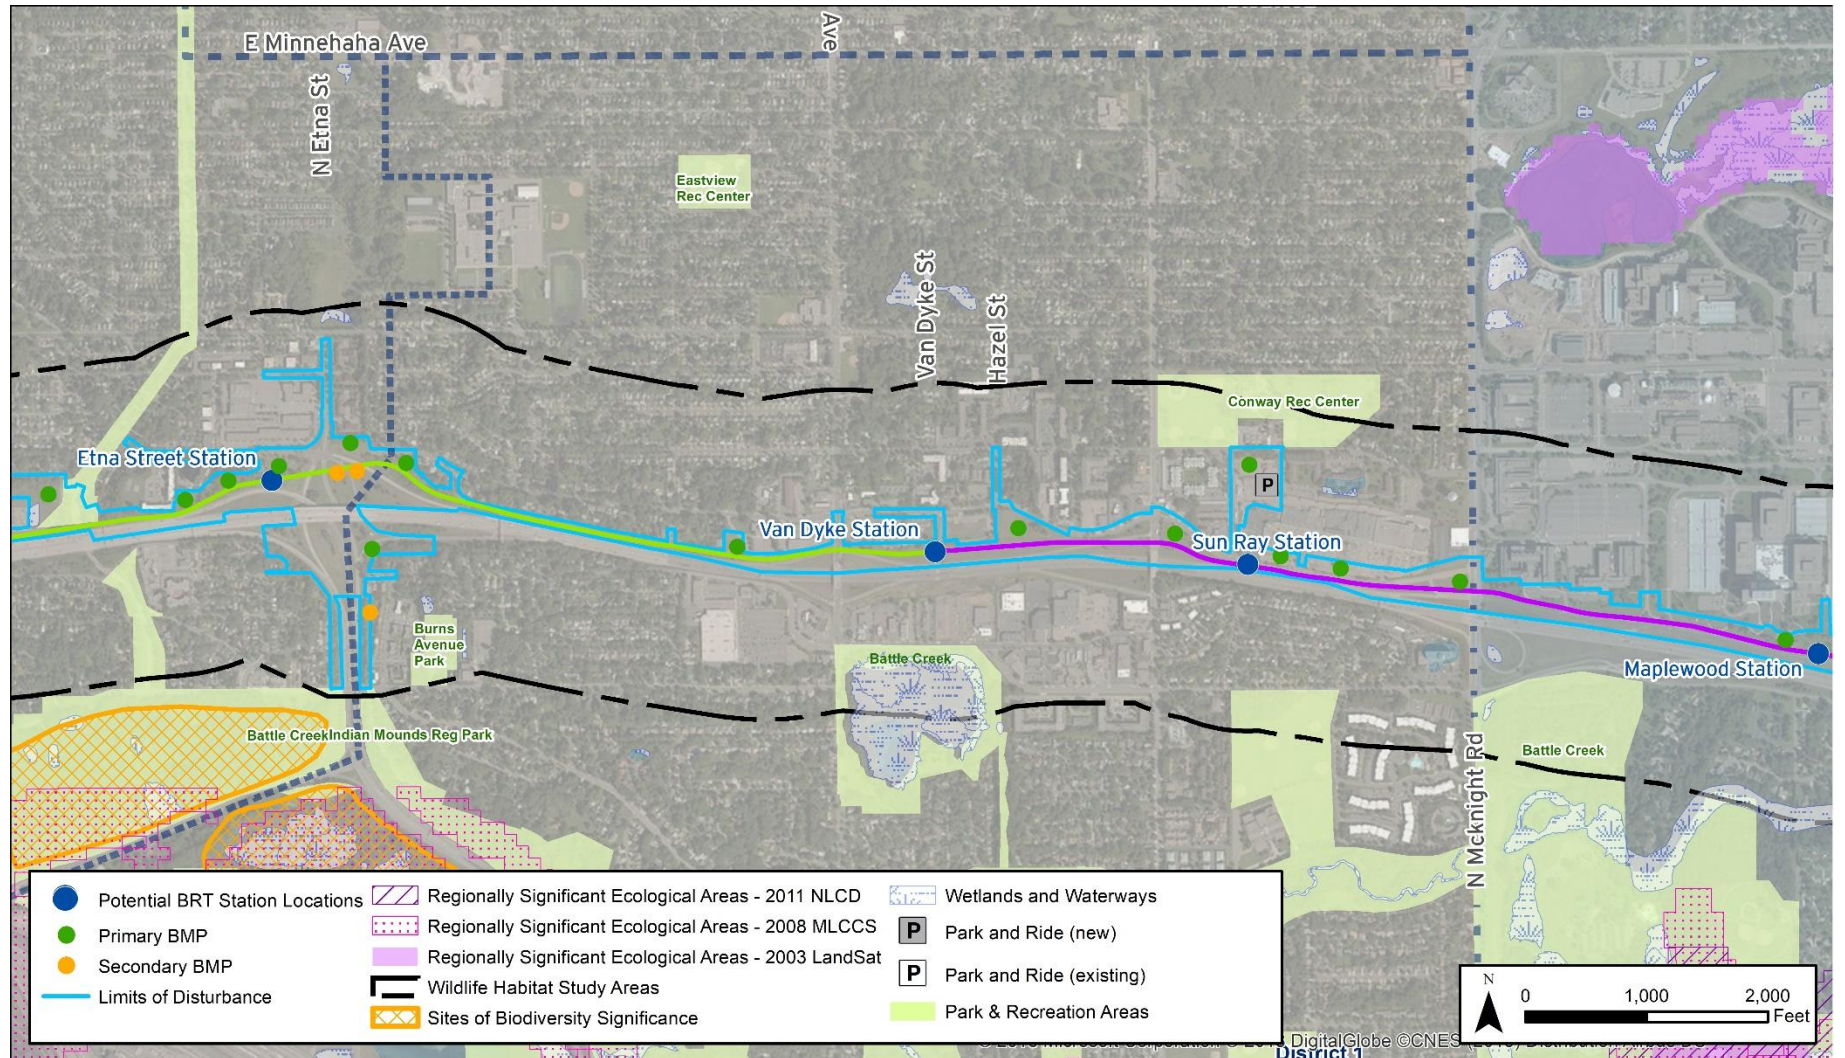 E Minnehaha Ave
N Etna St
Ave
Eastview
Rec Center
Van Dyke St
Hazel St
Conway Rec Center
Etna Street Station
P
Van Dyke Station
Sun Ray Station
Burns
Avenue
Park
Battle Creek
Maplewood Station
Battle Creek
Indian Mounds Reg Park
Battle Creek
N Mcknight Rd
Potential BRT Station Locations
Primary BMP
Secondary BMP
Limits of Disturbance
Regionally Significant Ecological Areas - 2011 NLCD
Regionally Significant Ecological Areas - 2008 MLCCS
Regionally Significant Ecological Areas - 2003 LandSat
Wildlife Habitat Study Areas
Sites of Biodiversity Significance
Wetlands and Waterways
P Park and Ride (new)
P Park and Ride (existing)
Park & Recreation Areas
N
0 1,000 2,000
Feet
DigitalGlobe ©CNES
District 1